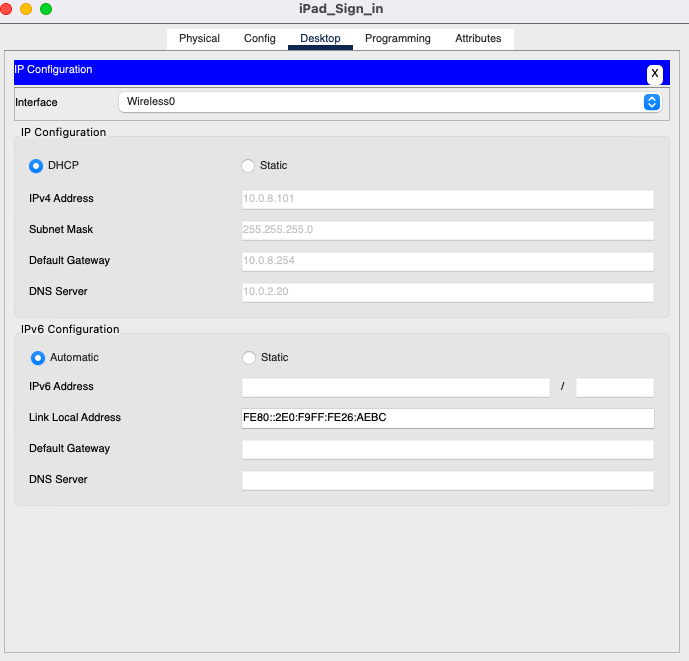 iPad_Sign_in
Physical Config Desktop Programming Attributes
IP Configuration
X
Interface Wireless0
IP Configuration
DHCP Static
IPv4 Address 10.0.8.101
Subnet Mask 255.255.255.0
Default Gateway 10.0.8.254
DNS Server 10.0.2.20
IPv6 Configuration
Automatic Static
IPv6 Address /
Link Local Address FE80::2E0:F9FF:FE26:AEBC
Default Gateway
DNS Server